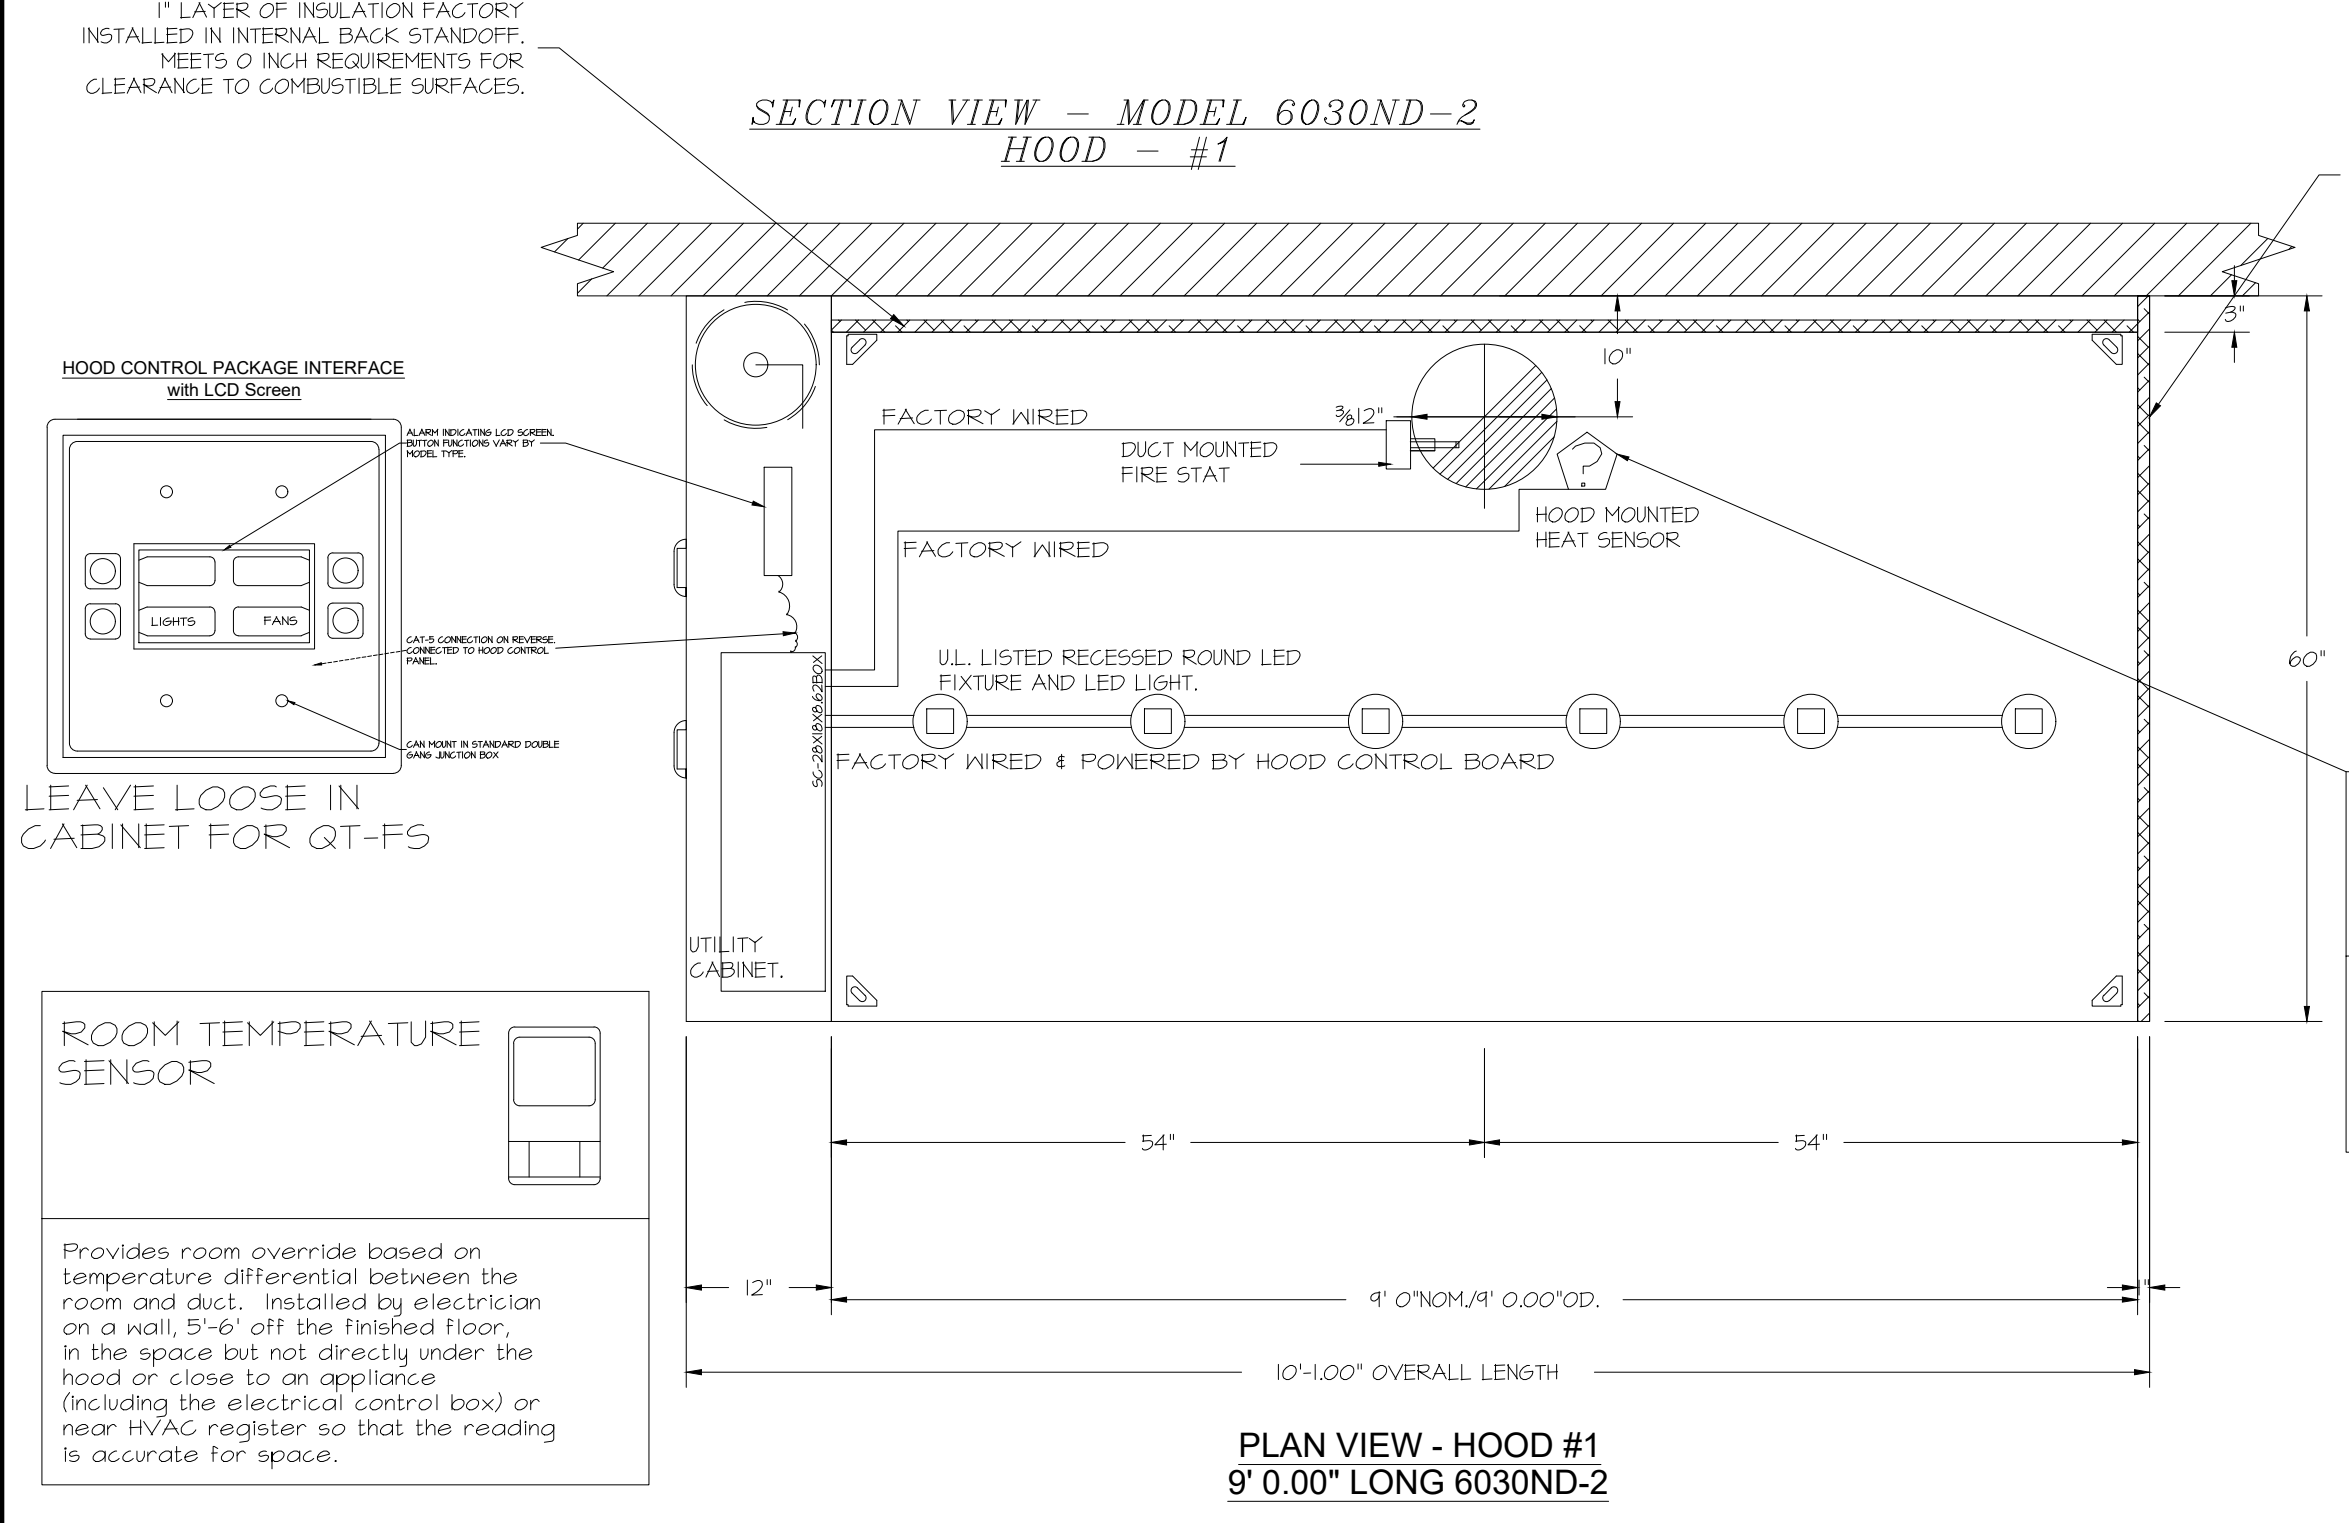 1" LAYER OF INSULATION FACTORY
INSTALLED IN INTERNAL BACK STANDOFF.
MEETS 0 INCH REQUIREMENTS FOR
CLEARANCE TO COMBUSTIBLE SURFACES.
SECTION VIEW - MODEL 6030ND-2
HOOD - #1
3"
10"
HOOD CONTROL PACKAGE INTERFACE
with LCD Screen
ALARM INDICATING LCD SCREEN.
BUTTON FUNCTIONS VARY BY
MODEL TYPE.
LIGHTS
FANS
CAT-5 CONNECTION ON REVERSE.
CONNECTED TO HOOD CONTROL
PANEL.
CAN MOUNT IN STANDARD DOUBLE
GANG JUNCTION BOX
LEAVE LOOSE IN
CABINET FOR QT-FS
FACTORY WIRED
3/812"
DUCT MOUNTED
FIRE STAT
?
HOOD MOUNTED
HEAT SENSOR
FACTORY WIRED
60"
U.L. LISTED RECESSED ROUND LED
FIXTURE AND LED LIGHT.
SC-28X18X8.62BOX
FACTORY WIRED & POWERED BY HOOD CONTROL BOARD
UTILITY
CABINET.
ROOM TEMPERATURE
SENSOR
Provides room override based on
temperature differential between the
room and duct. Installed by electrician
on a wall, 5'-6' off the finished floor,
in the space but not directly under the
hood or close to an appliance
(including the electrical control box) or
near HVAC register so that the reading
is accurate for space.
54"
54"
12"
9' 0"NOM./9' 0.00"OD.
1"
10'-1.00" OVERALL LENGTH
PLAN VIEW - HOOD #1
9' 0.00" LONG 6030ND-2